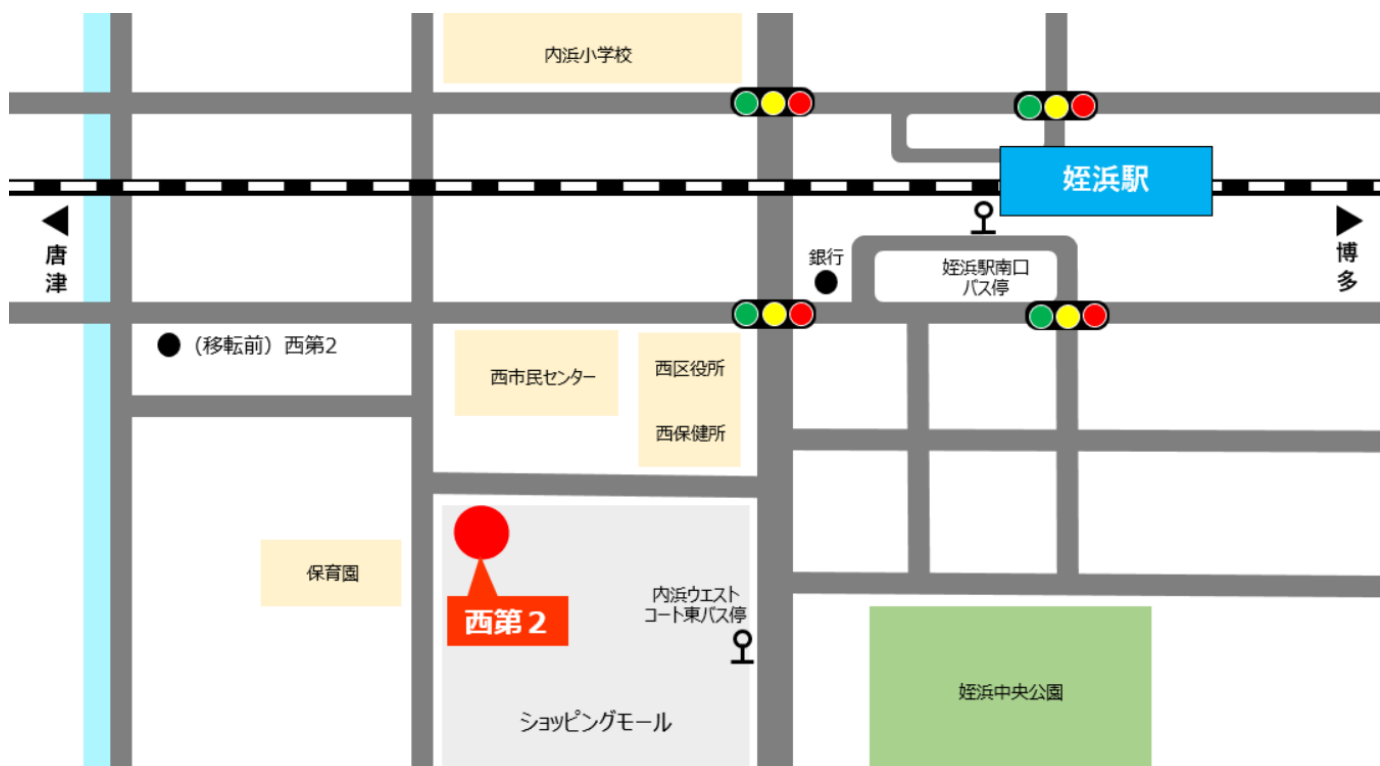 内浜小学校
姪浜駅
唐
津
博
多
銀行
姪浜駅南口
バス停
(移転前)西第2
西市民センター
西区役所
西保健所
保育園
西第2
内浜ウエスト
コート東バス停
姪浜中央公園
ショッピングモール